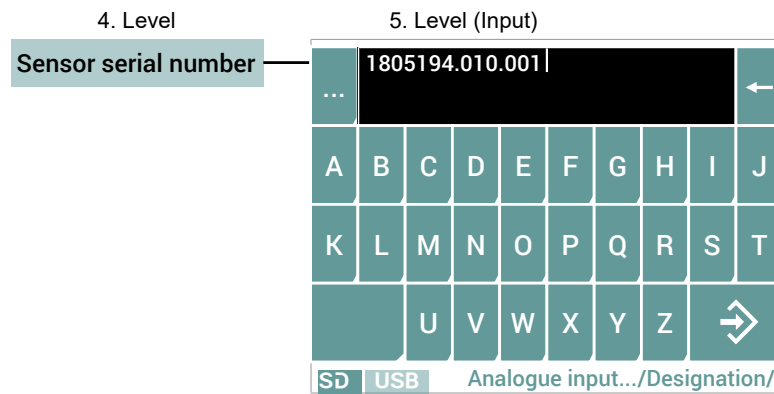 4. Level 5. Level (Input)
Sensor serial number
1805194.010.001
...
A B C D E F G H I J
K L M N O P Q R S T
U V W X Y Z
SD USB Analogue input.../Designation/